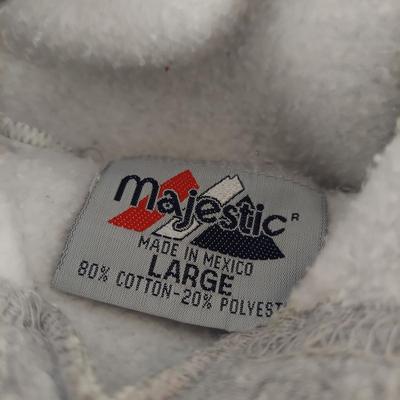 majestic R
MADE IN MEXICO
LARGE
80% COTTON-20% POLYEST